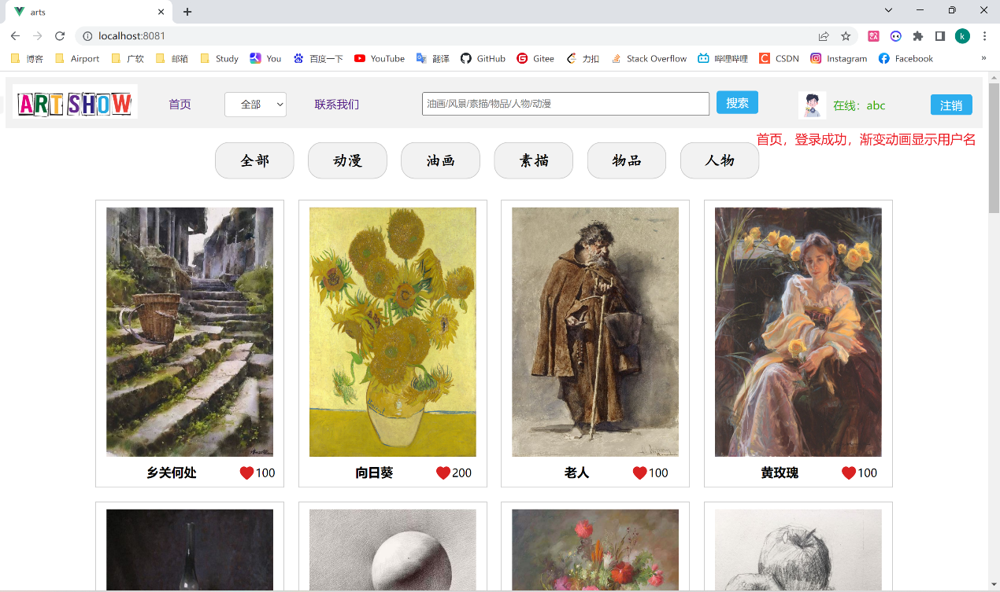 arts
localhost:8081
博客 Airport 广软 邮箱 Study You 百度一下 YouTube 翻译 GitHub Gitee 力扣 Stack Overflow 哔哩哔哩 CSDN Instagram Facebook »
ART SHOW 首页 全部 联系我们 油画/风景/素描/物品/人物/动漫 搜索 在线：abc 注销
首页，登录成功，渐变动画显示用户名
全部 动漫 油画 素描 物品 人物
乡关何处 100 向日葵 200 老人 100 黄玫瑰 100